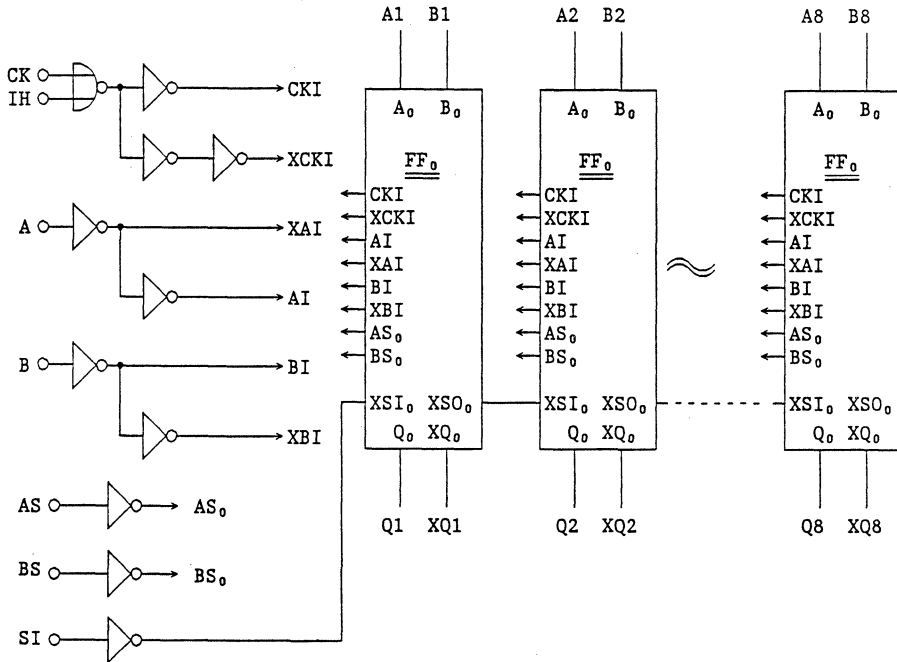 A1 B1 A2 B2 A8 B8
CK
IH
CKI
XCKI
A
XAI
AI
B
BI
XBI
AS
AS₀
BS
BS₀
SI
A₀ B₀
FF₀
CKI
XCKI
AI
XAI
BI
XBI
AS₀
BS₀
XSI₀ XSO₀
Q₀ XQ₀
Q1 XQ1
A₀ B₀
FF₀
CKI
XCKI
AI
XAI
BI
XBI
AS₀
BS₀
XSI₀ XSO₀
Q₀ XQ₀
Q2 XQ2
A₀ B₀
FF₀
CKI
XCKI
AI
XAI
BI
XBI
AS₀
BS₀
XSI₀ XSO₀
Q₀ XQ₀
Q8 XQ8